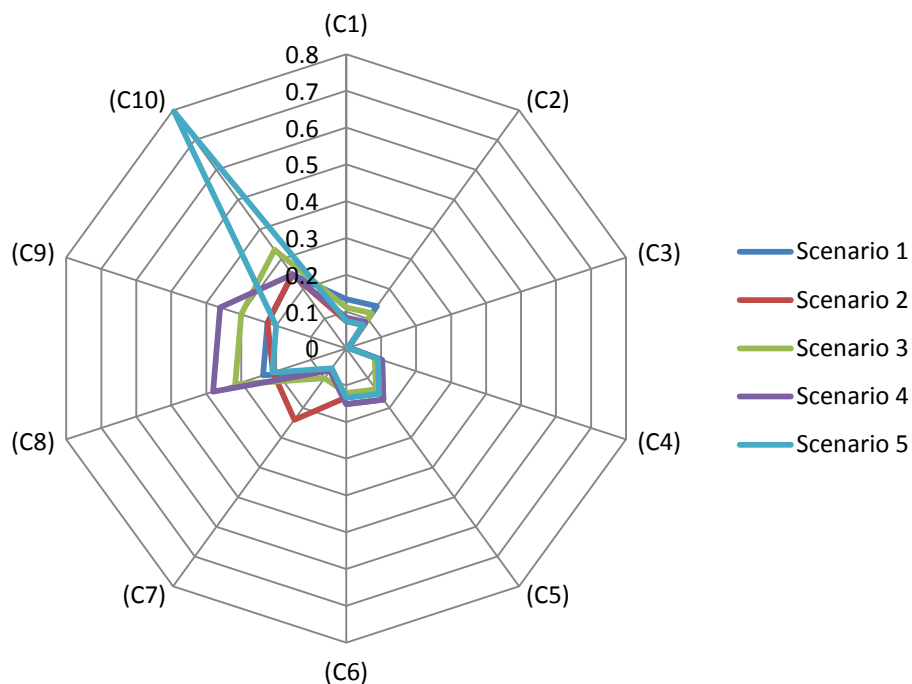 (C1)
0.8
0.7
0.6
0.5
0.4
0.3
0.2
0.1
0
(C2)
(C3)
(C4)
(C5)
(C6)
(C7)
(C8)
(C9)
(C10)
Scenario 1
Scenario 2
Scenario 3
Scenario 4
Scenario 5